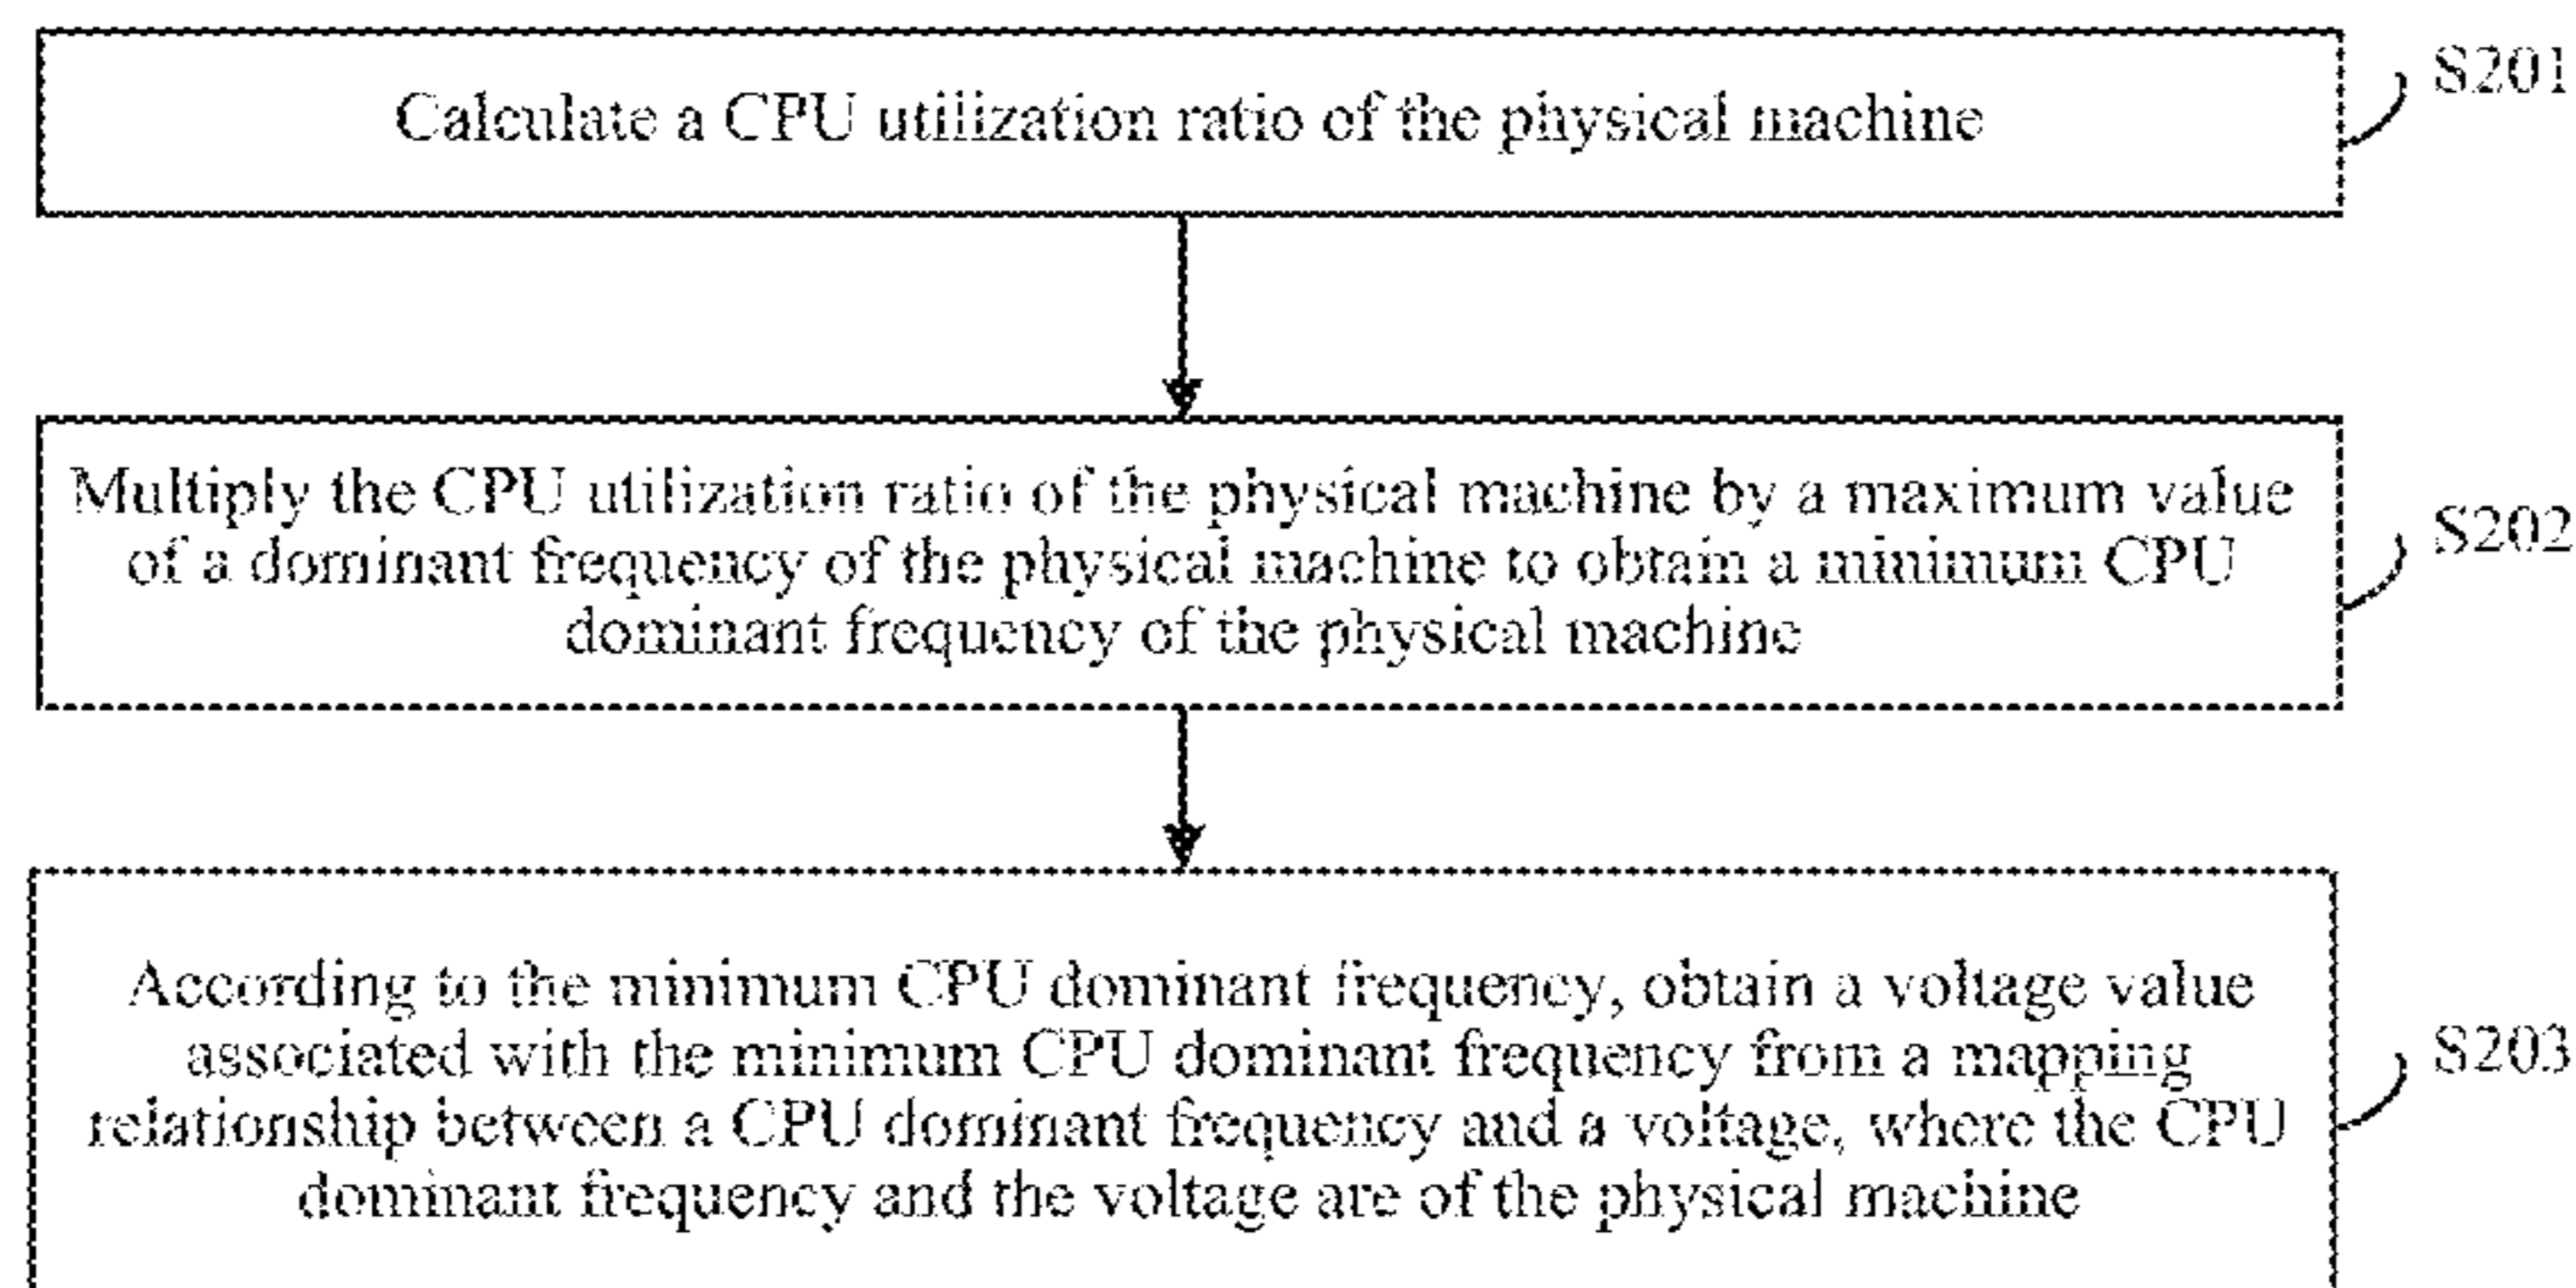 Calculate a CPU utilization ratio of the physical machine
S201
Multiply the CPU utilization ratio of the physical machine by a maximum value
of a dominant frequency of the physical machine to obtain a minimum CPU
dominant frequency of the physical machine
S202
According to the minimum CPU dominant frequency, obtain a voltage value
associated with the minimum CPU dominant frequency from a mapping
relationship between a CPU dominant frequency and a voltage, where the CPU
dominant frequency and the voltage are of the physical machine
S203